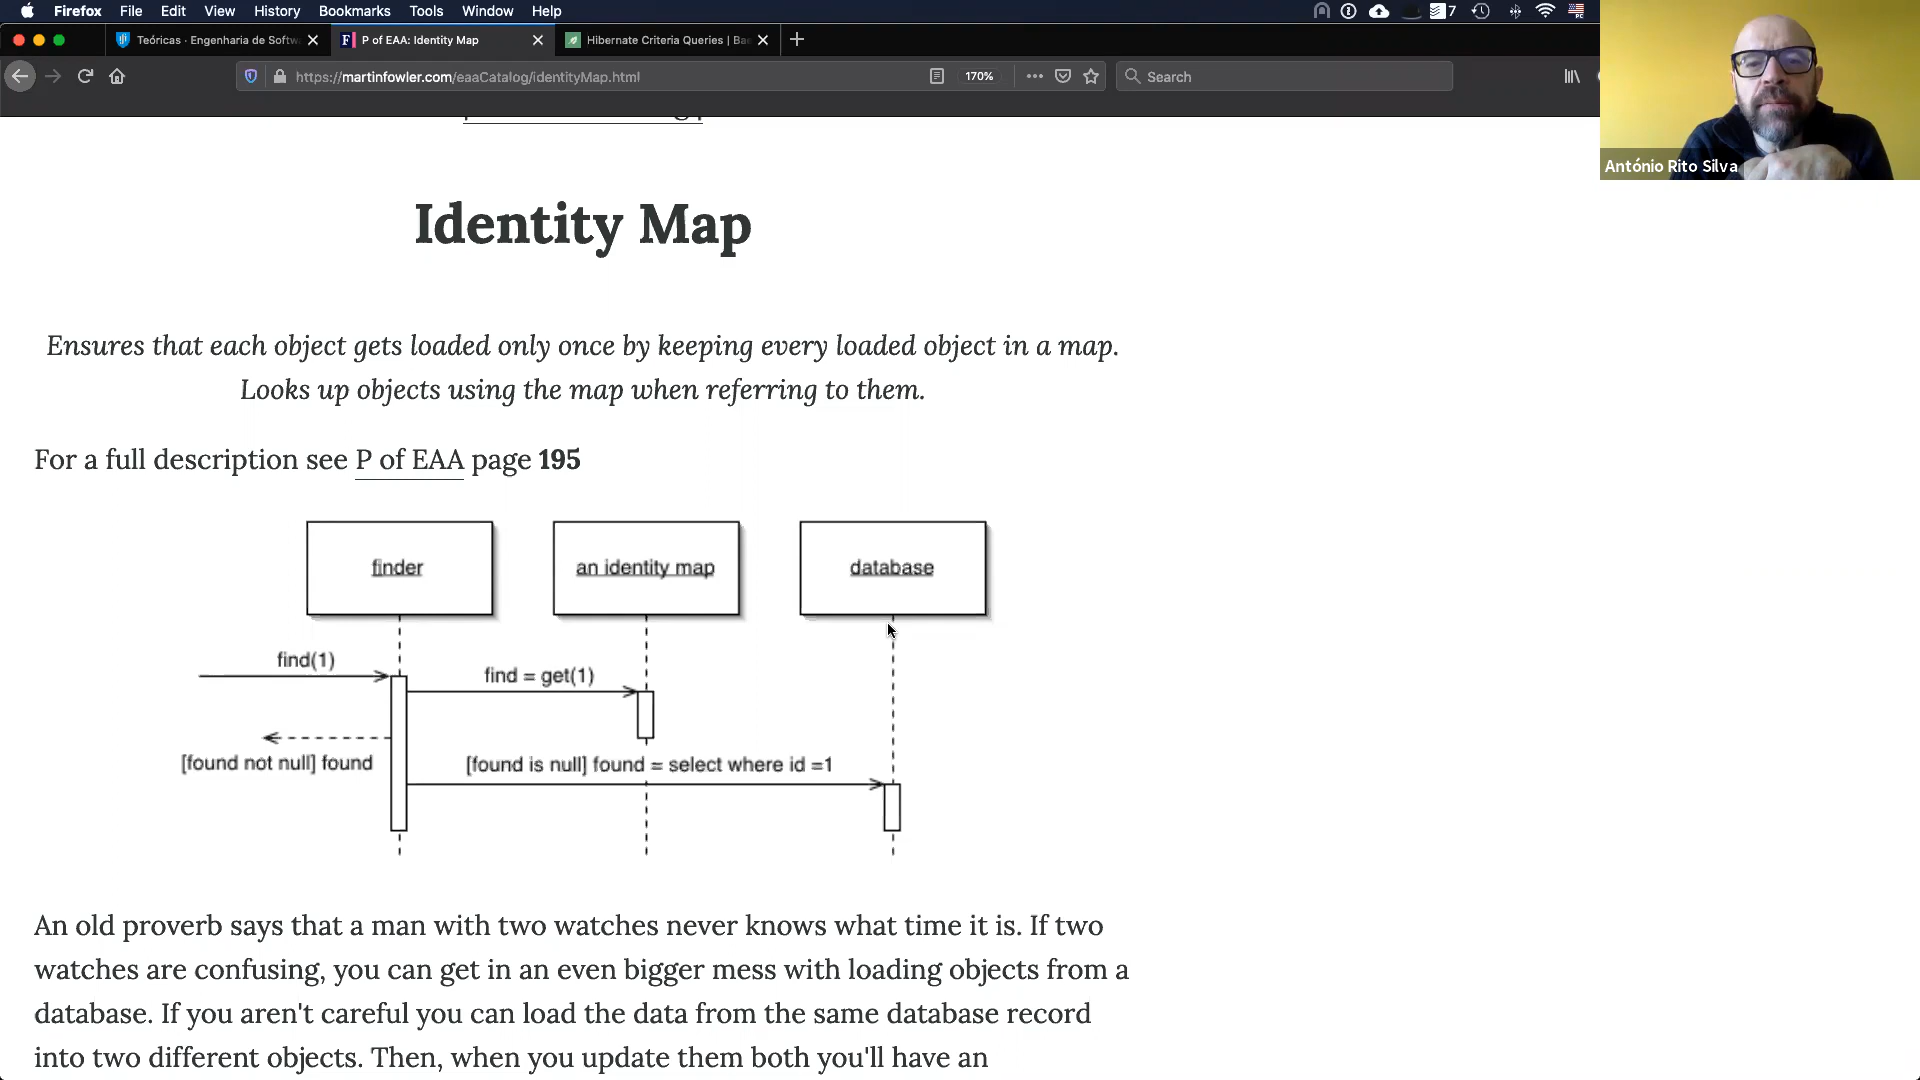 Firefox File Edit View History Bookmarks Tools Window Help 7
Teóricas · Engenharia de Softw P of EAA: Identity Map Hibernate Criteria Queries | Bae
https://martinfowler.com/eaaCatalog/identityMap.html 170% Search
António Rito Silva
Identity Map
Ensures that each object gets loaded only once by keeping every loaded object in a map.
Looks up objects using the map when referring to them.
For a full description see P of EAA page 195
finder an identity map database
find(1)
find = get(1)
[found not null] found
[found is null] found = select where id =1
An old proverb says that a man with two watches never knows what time it is. If two
watches are confusing, you can get in an even bigger mess with loading objects from a
database. If you aren't careful you can load the data from the same database record
into two different objects. Then, when you update them both you'll have an